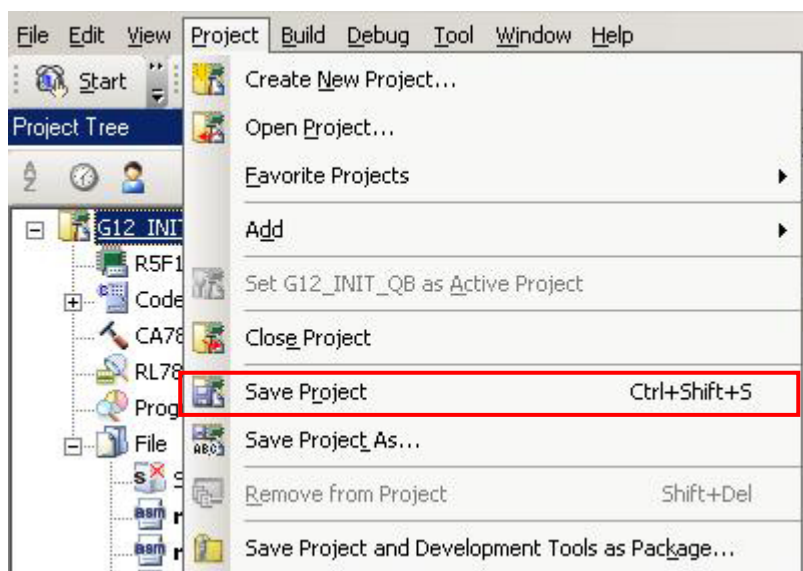 File Edit View Project Build Debug Tool Window Help
Start
Create New Project...
Project Tree
Open Project...
Favorite Projects
G12_INIT
Add
R5F1
Set G12_INIT_QB as Active Project
Code
CA78
Close Project
RL78
Save Project Ctrl+Shift+S
Prog
File
Save Project As...
Remove from Project Shift+Del
Save Project and Development Tools as Package...